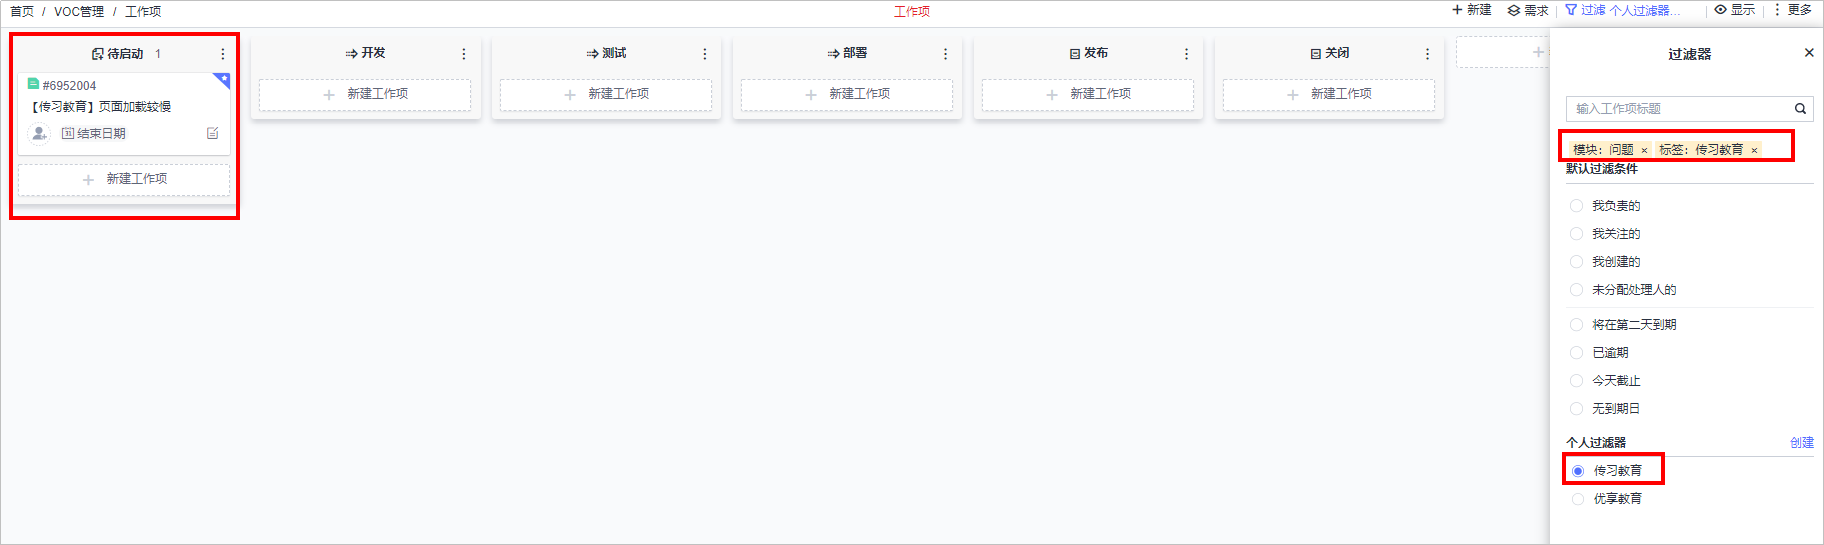 首页 / VOC管理 / 工作项
工作项
新建 需求 过滤 个人过滤器... 显示 更多
待启动 1
#6952004
【传习教育】页面加载较慢
结束日期
新建工作项
开发
新建工作项
测试
新建工作项
部署
新建工作项
发布
新建工作项
关闭
新建工作项
过滤器
输入工作项标题
模块：问题 × 标签：传习教育 ×
默认过滤条件
我负责的
我关注的
我创建的
未分配处理人的
将在第二天到期
已逾期
今天截止
无到期日
个人过滤器 创建
传习教育
优享教育